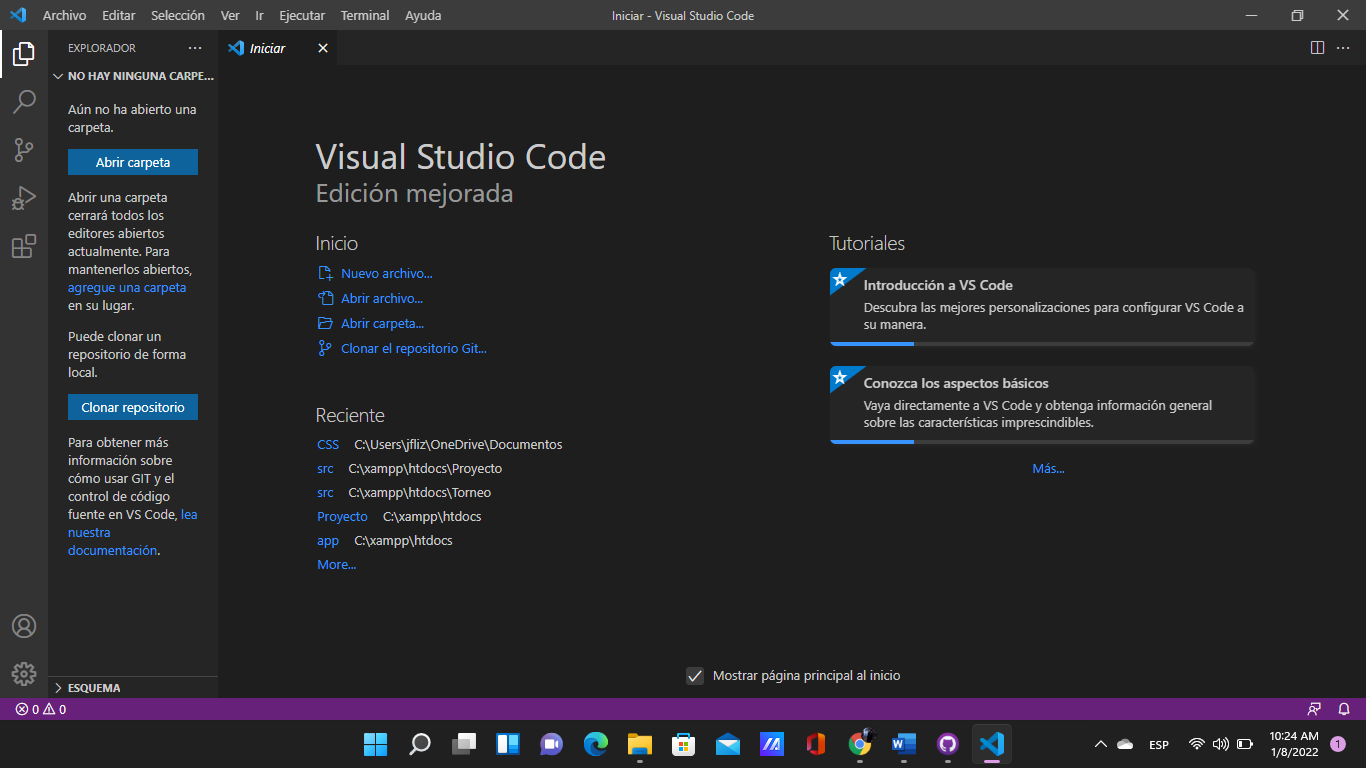 Archivo Editar Selección Ver Ir Ejecutar Terminal Ayuda
Iniciar - Visual Studio Code
EXPLORADOR
Iniciar
NO HAY NINGUNA CARPE...
Aún no ha abierto una
carpeta.
Abrir carpeta
Abrir una carpeta
cerrará todos los
editores abiertos
actualmente. Para
mantenerlos abiertos,
agregue una carpeta
en su lugar.
Puede clonar un
repositorio de forma
local.
Clonar repositorio
Para obtener más
información sobre
cómo usar GIT y el
control de código
fuente en VS Code, lea
nuestra
documentación.
ESQUEMA
Visual Studio Code
Edición mejorada
Inicio
Nuevo archivo...
Abrir archivo...
Abrir carpeta...
Clonar el repositorio Git...
Reciente
CSS C:\Users\jfliz\OneDrive\Documentos
src C:\xampp\htdocs\Proyecto
src C:\xampp\htdocs\Torneo
Proyecto C:\xampp\htdocs
app C:\xampp\htdocs
More...
Tutoriales
Introducción a VS Code
Descubra las mejores personalizaciones para configurar VS Code a
su manera.
Conozca los aspectos básicos
Vaya directamente a VS Code y obtenga información general
sobre las características imprescindibles.
Más...
Mostrar página principal al inicio
0 0
ESP
10:24 AM
1/8/2022
1